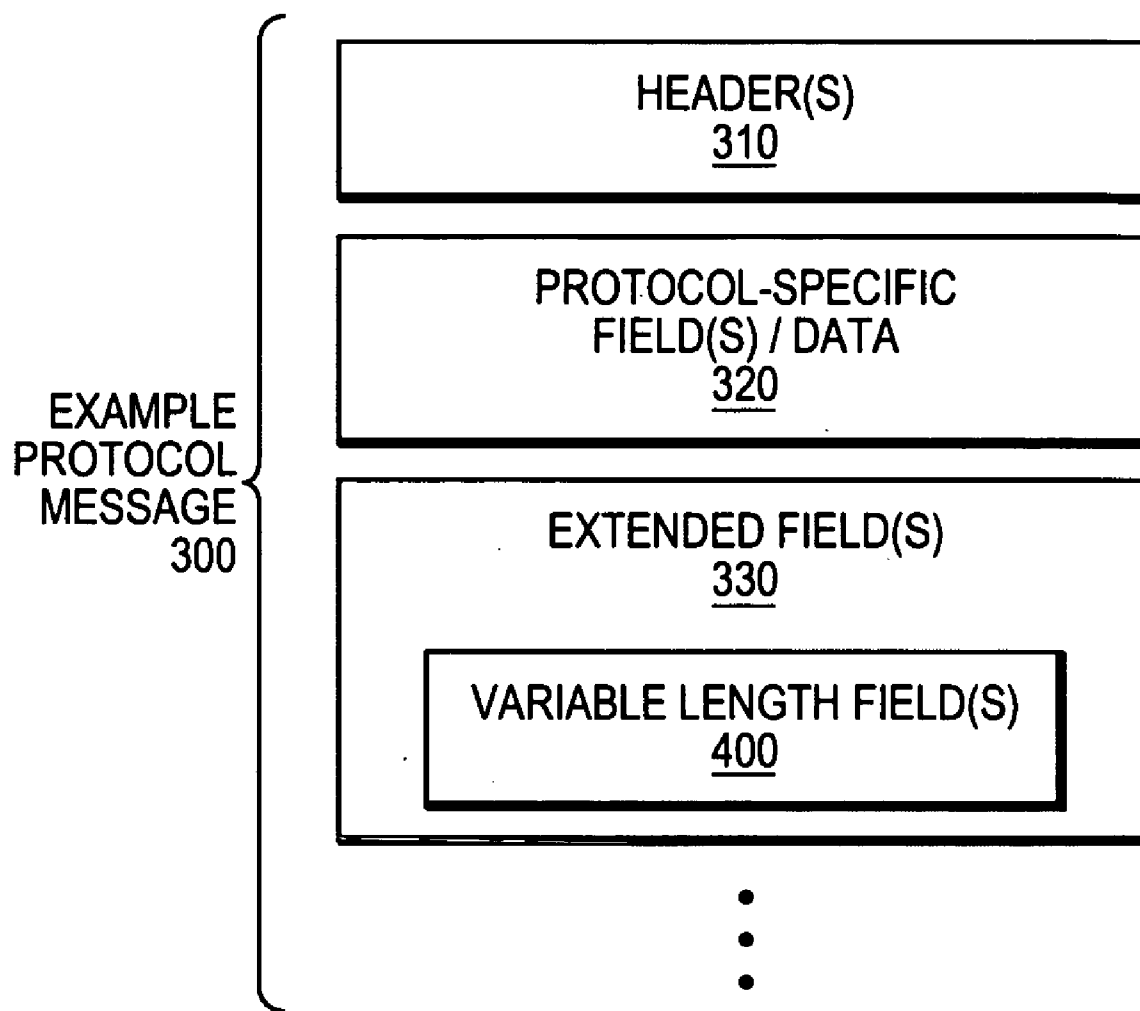 HEADER(S)
310
PROTOCOL-SPECIFIC
FIELD(S) / DATA
320
EXAMPLE
PROTOCOL
MESSAGE
300
EXTENDED FIELD(S)
330
VARIABLE LENGTH FIELD(S)
400